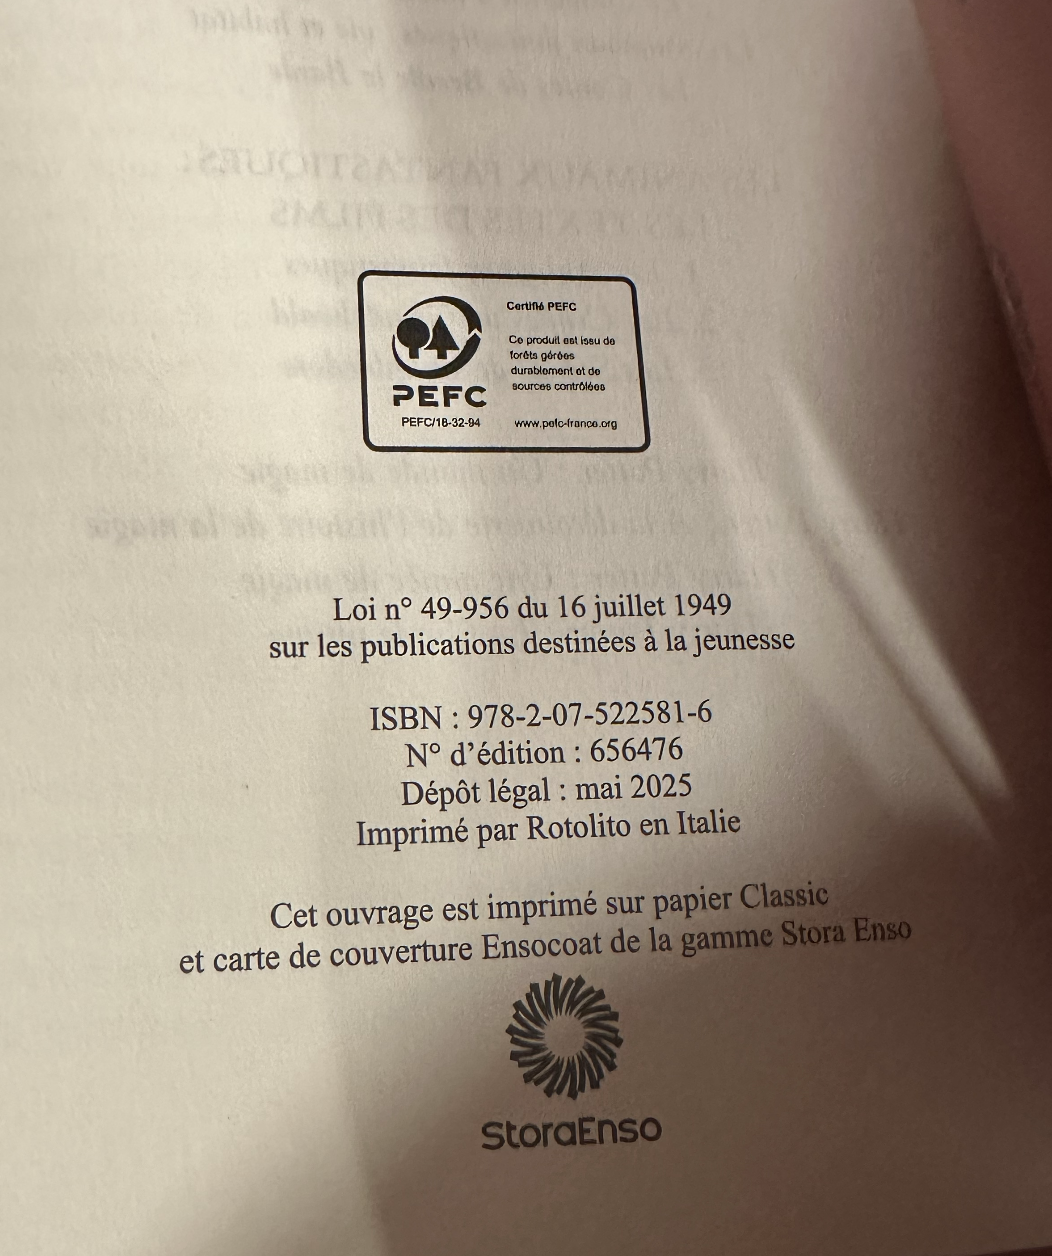 Certifié PEFC
Ce produit est issu de
forêts gérées
durablement et de
sources contrôlées
PEFC
PEFC/18-32-94
www.pefc-france.org
Loi n° 49-956 du 16 juillet 1949
sur les publications destinées à la jeunesse
ISBN : 978-2-07-522581-6
N° d’édition : 656476
Dépôt légal : mai 2025
Imprimé par Rotolito en Italie
Cet ouvrage est imprimé sur papier Classic
et carte de couverture Ensocoat de la gamme Stora Enso
StoraEnso